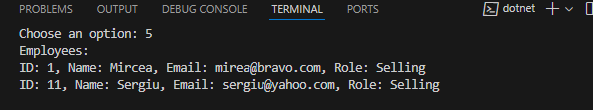 PROBLEMS OUTPUT DEBUG CONSOLE TERMINAL PORTS dotnet
Choose an option: 5
Employees:
ID: 1, Name: Mircea, Email: mirea@bravo.com, Role: Selling
ID: 11, Name: Sergiu, Email: sergiu@yahoo.com, Role: Selling